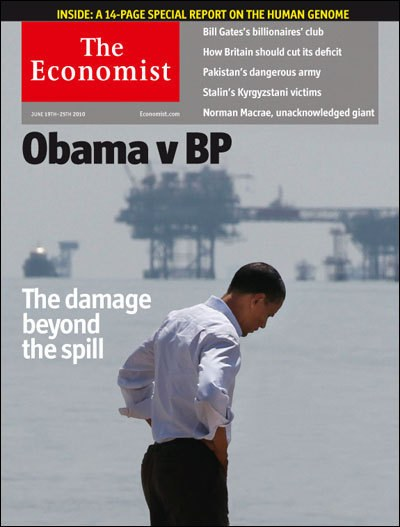 INSIDE: A 14-PAGE SPECIAL REPORT ON THE HUMAN GENOME
The
Economist
JUNE 19TH–25TH 2010
Economist.com
Bill Gates's billionaires' club
How Britain should cut its deficit
Pakistan's dangerous army
Stalin's Kyrgyzstani victims
Norman Macrae, unacknowledged giant
Obama v BP
The damage
beyond
the spill